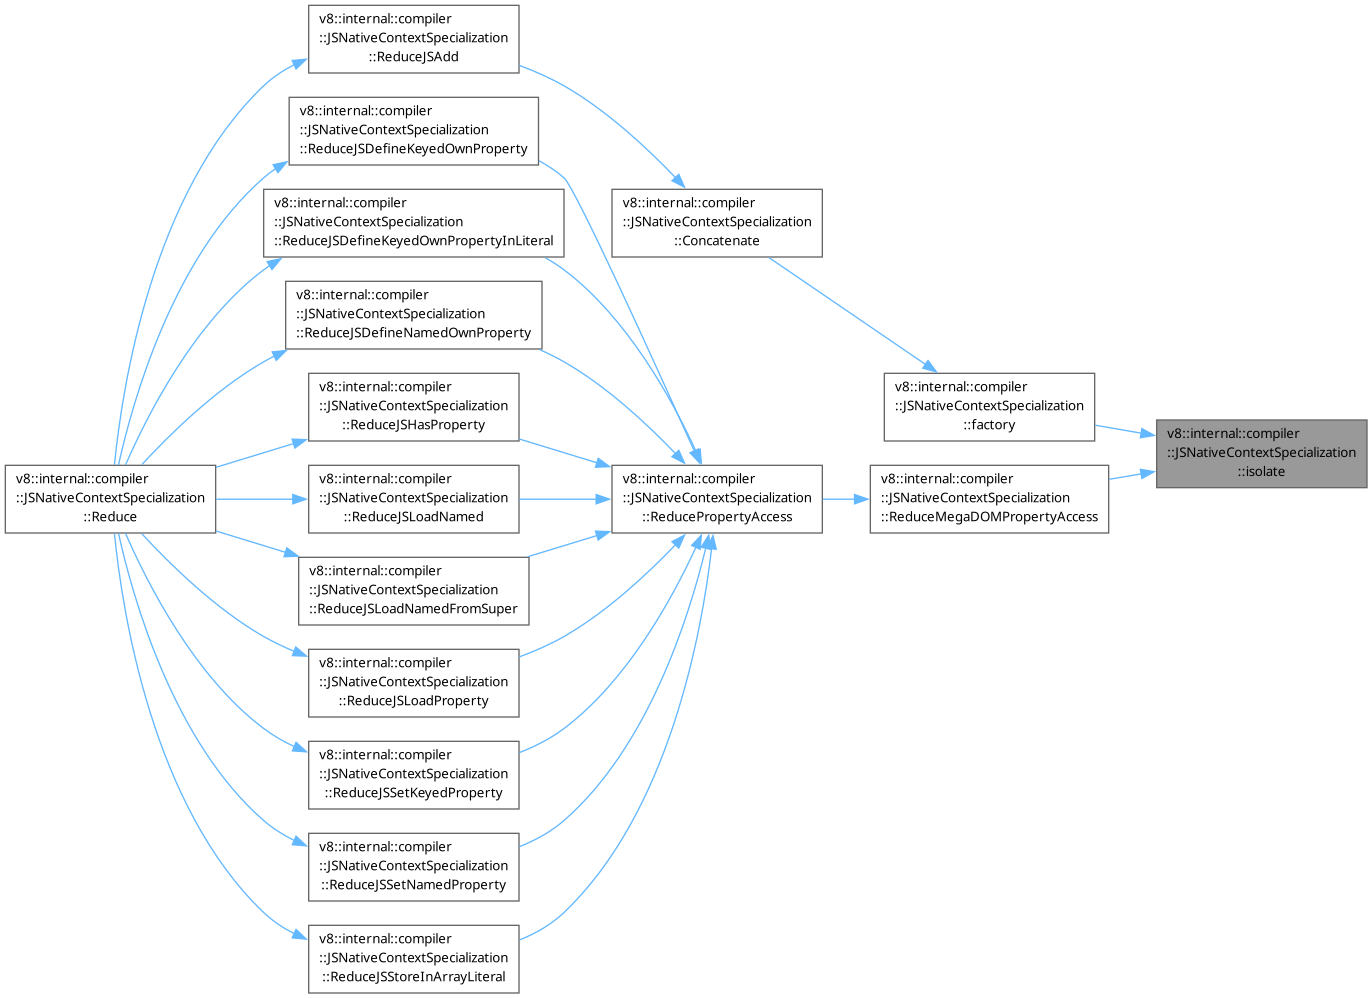 v8::internal::compiler
::JSNativeContextSpecialization
::ReduceJSAdd
v8::internal::compiler
::JSNativeContextSpecialization
::ReduceJSDefineKeyedOwnProperty
v8::internal::compiler
::JSNativeContextSpecialization
::ReduceJSDefineKeyedOwnPropertyInLiteral
v8::internal::compiler
::JSNativeContextSpecialization
::Concatenate
v8::internal::compiler
::JSNativeContextSpecialization
::ReduceJSDefineNamedOwnProperty
v8::internal::compiler
::JSNativeContextSpecialization
::ReduceJSHasProperty
v8::internal::compiler
::JSNativeContextSpecialization
::factory
v8::internal::compiler
::JSNativeContextSpecialization
::isolate
v8::internal::compiler
::JSNativeContextSpecialization
::Reduce
v8::internal::compiler
::JSNativeContextSpecialization
::ReduceJSLoadNamed
v8::internal::compiler
::JSNativeContextSpecialization
::ReducePropertyAccess
v8::internal::compiler
::JSNativeContextSpecialization
::ReduceMegaDOMPropertyAccess
v8::internal::compiler
::JSNativeContextSpecialization
::ReduceJSLoadNamedFromSuper
v8::internal::compiler
::JSNativeContextSpecialization
::ReduceJSLoadProperty
v8::internal::compiler
::JSNativeContextSpecialization
::ReduceJSSetKeyedProperty
v8::internal::compiler
::JSNativeContextSpecialization
::ReduceJSSetNamedProperty
v8::internal::compiler
::JSNativeContextSpecialization
::ReduceJSStoreInArrayLiteral